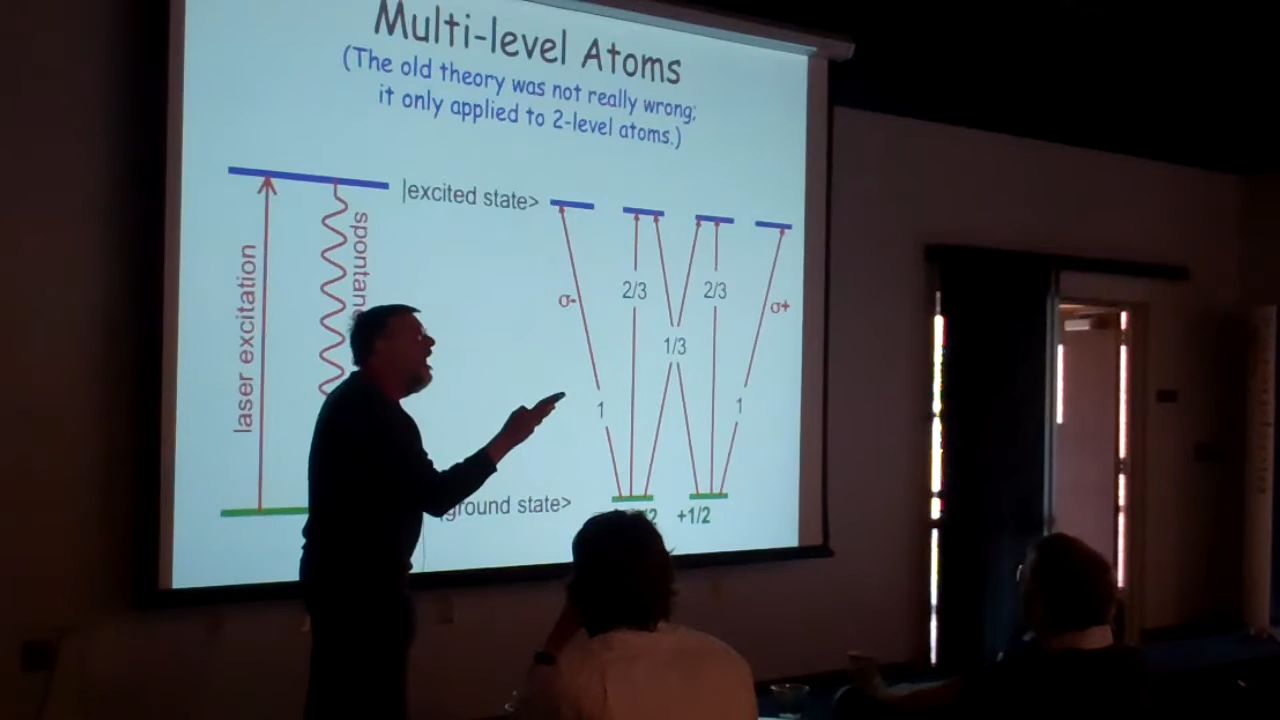 Multi-level Atoms
(The old theory was not really wrong;
it only applied to 2-level atoms.)
|excited state>
laser excitation
σ-
2/3
2/3
σ+
1/3
1
1
ground state>
+1/2